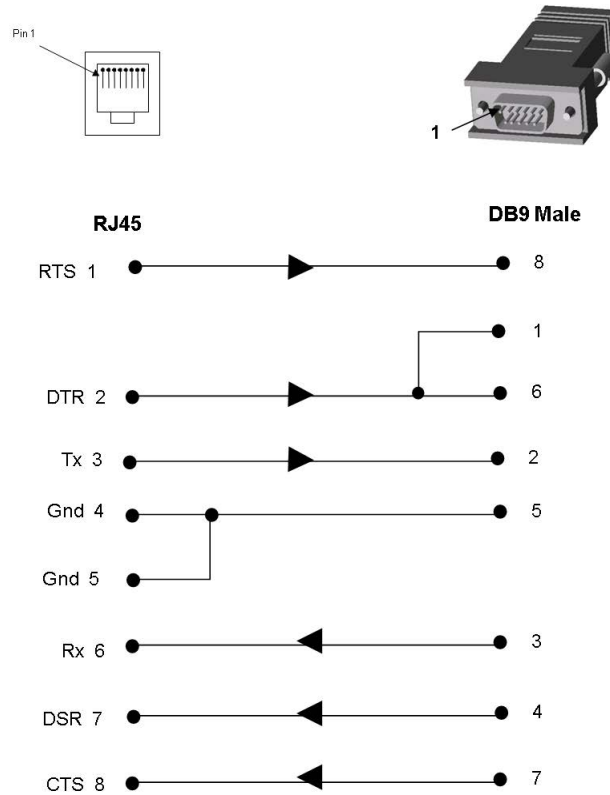 Pin 1
1
RJ45 DB9 Male
RTS 1 8
1
DTR 2 6
Tx 3 2
Gnd 4 5
Gnd 5
Rx 6 3
DSR 7 4
CTS 8 7